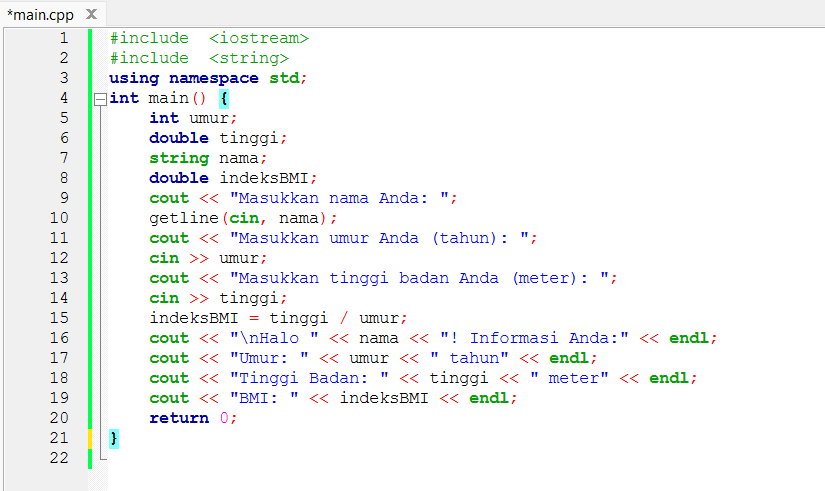 *main.cpp X
1 #include  <iostream>
2 #include  <string>
3 using namespace std;
4 int main() {
5     int umur;
6     double tinggi;
7     string nama;
8     double indeksBMI;
9     cout << "Masukkan nama Anda: ";
10     getline(cin, nama);
11     cout << "Masukkan umur Anda (tahun): ";
12     cin >> umur;
13     cout << "Masukkan tinggi badan Anda (meter): ";
14     cin >> tinggi;
15     indeksBMI = tinggi / umur;
16     cout << "\nHalo " << nama << "! Informasi Anda:" << endl;
17     cout << "Umur: " << umur << " tahun" << endl;
18     cout << "Tinggi Badan: " << tinggi << " meter" << endl;
19     cout << "BMI: " << indeksBMI << endl;
20     return 0;
21 }
22